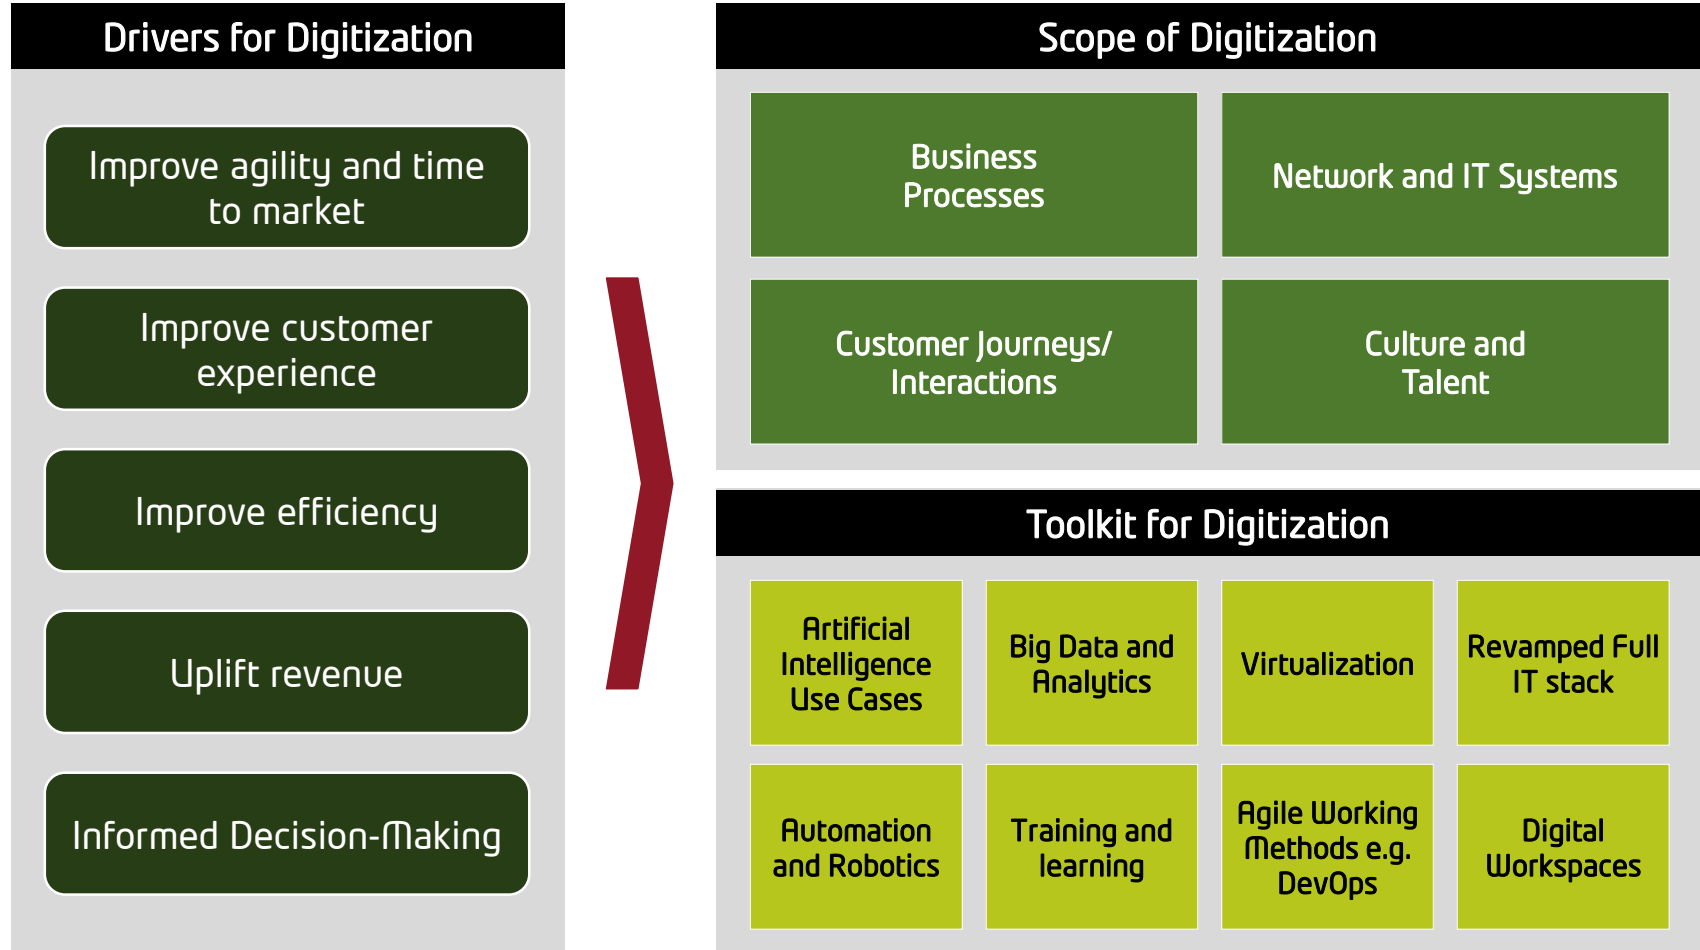 Drivers for Digitization
Improve agility and time
to market
Improve customer
experience
Improve efficiency
Uplift revenue
Informed Decision-Making
Scope of Digitization
Business
Processes
Network and IT Systems
Customer Journeys/
Interactions
Culture and
Talent
Toolkit for Digitization
Artificial
Intelligence
Use Cases
Big Data and
Analytics
Virtualization
Revamped Full
IT stack
Automation
and Robotics
Training and
learning
Agile Working
Methods e.g.
DevOps
Digital
Workspaces